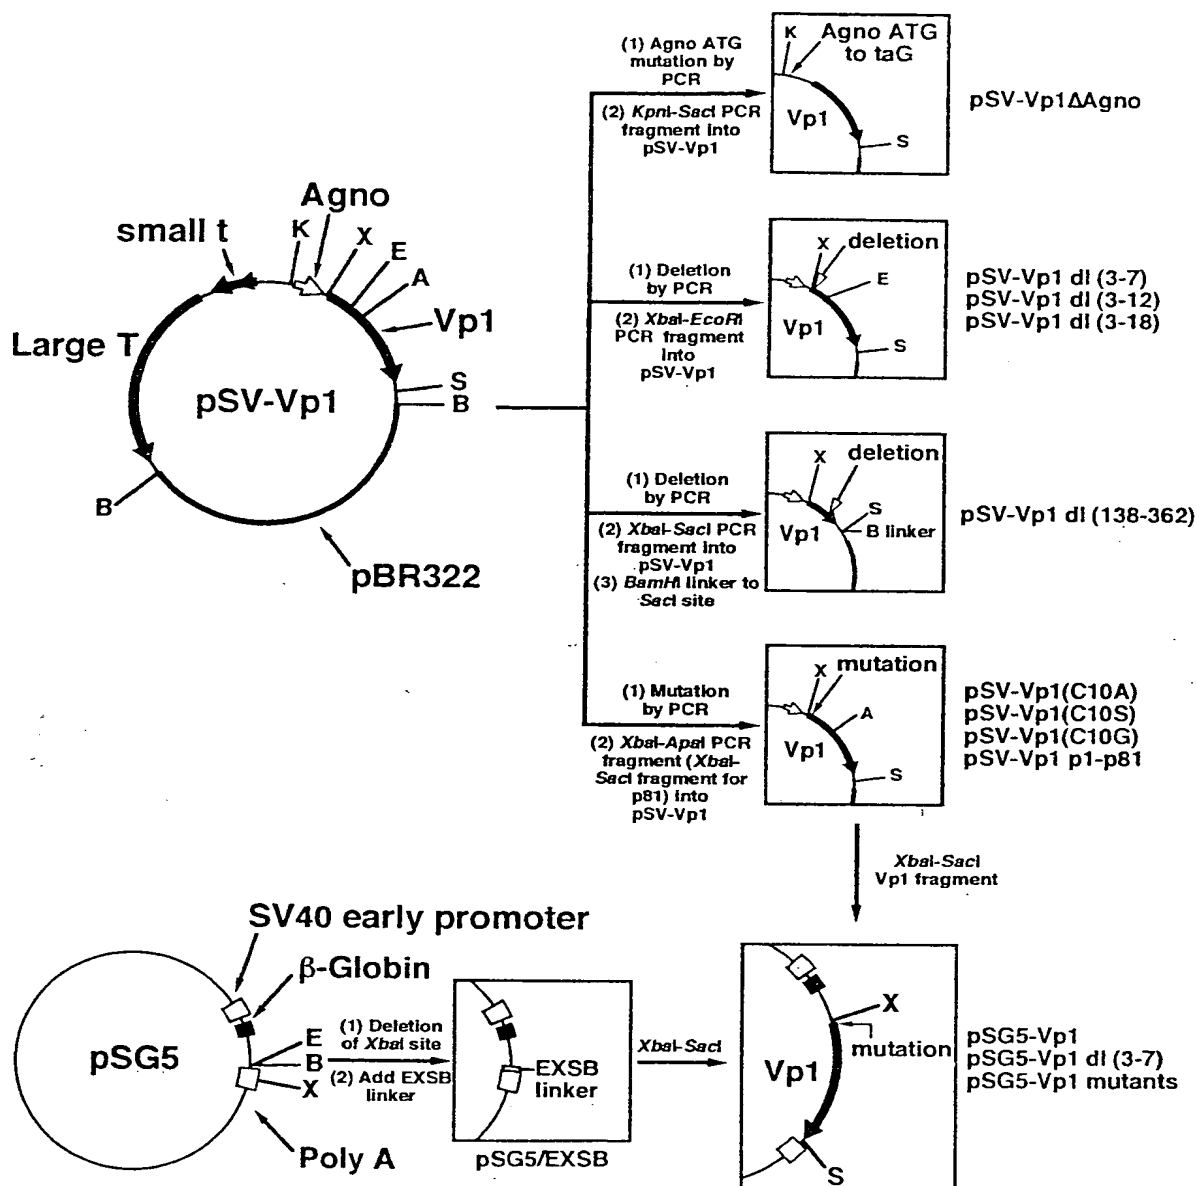 (1) Agno ATG
mutation by
PCR
(2) KpnI-SacI PCR
fragment into
pSV-Vp1
K
Agno ATG
to taG
Vp1
S
pSV-Vp1ΔAgno
Agno
small t
K
X
E
A
Vp1
Large T
pSV-Vp1
S
B
B
pBR322
(1) Deletion
by PCR
(2) XbaI-EcoRI
PCR fragment
into
pSV-Vp1
X
deletion
E
Vp1
S
pSV-Vp1 dl (3-7)
pSV-Vp1 dl (3-12)
pSV-Vp1 dl (3-18)
(1) Deletion
by PCR
(2) XbaI-SacI PCR
fragment into
pSV-Vp1
(3) BamHI linker to
SacI site
X
deletion
Vp1
S
B linker
pSV-Vp1 dl (138-362)
(1) Mutation
by PCR
(2) XbaI-ApaI PCR
fragment (XbaI-
SacI fragment for
p81) into
pSV-Vp1
X
mutation
A
Vp1
S
pSV-Vp1(C10A)
pSV-Vp1(C10S)
pSV-Vp1(C10G)
pSV-Vp1 p1-p81
XbaI-SacI
Vp1 fragment
SV40 early promoter
β-Globin
pSG5
E
B
X
Poly A
(1) Deletion
of XbaI site
(2) Add EXSB
linker
EXSB
linker
pSG5/EXSB
XbaI-SacI
X
mutation
Vp1
S
pSG5-Vp1
pSG5-Vp1 dl (3-7)
pSG5-Vp1 mutants